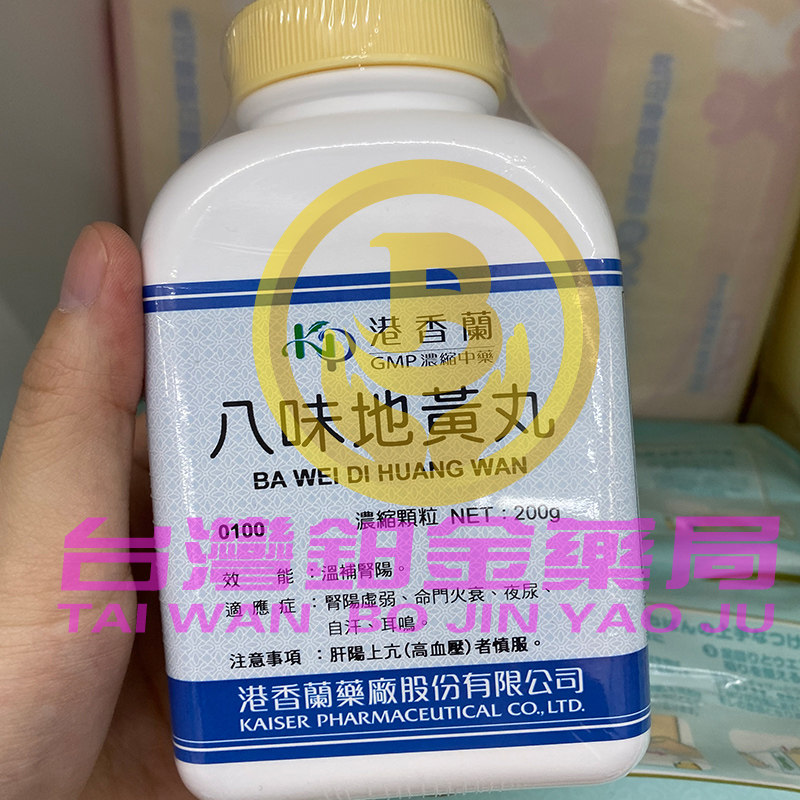 KP 港香蘭
GMP 濃縮中藥
八味地黃丸
BA WEI DI HUANG WAN
0100 濃縮顆粒 NET：200g
台灣鉑金藥局
效能：溫補腎陽。
TAI WAN BO JIN YAO JU
適應症：腎陽虛弱、命門火衰、夜尿、
自汗、耳鳴。
注意事項：肝陽上亢(高血壓)者慎服。
港香蘭藥廠股份有限公司
KAISER PHARMACEUTICAL CO., LTD.